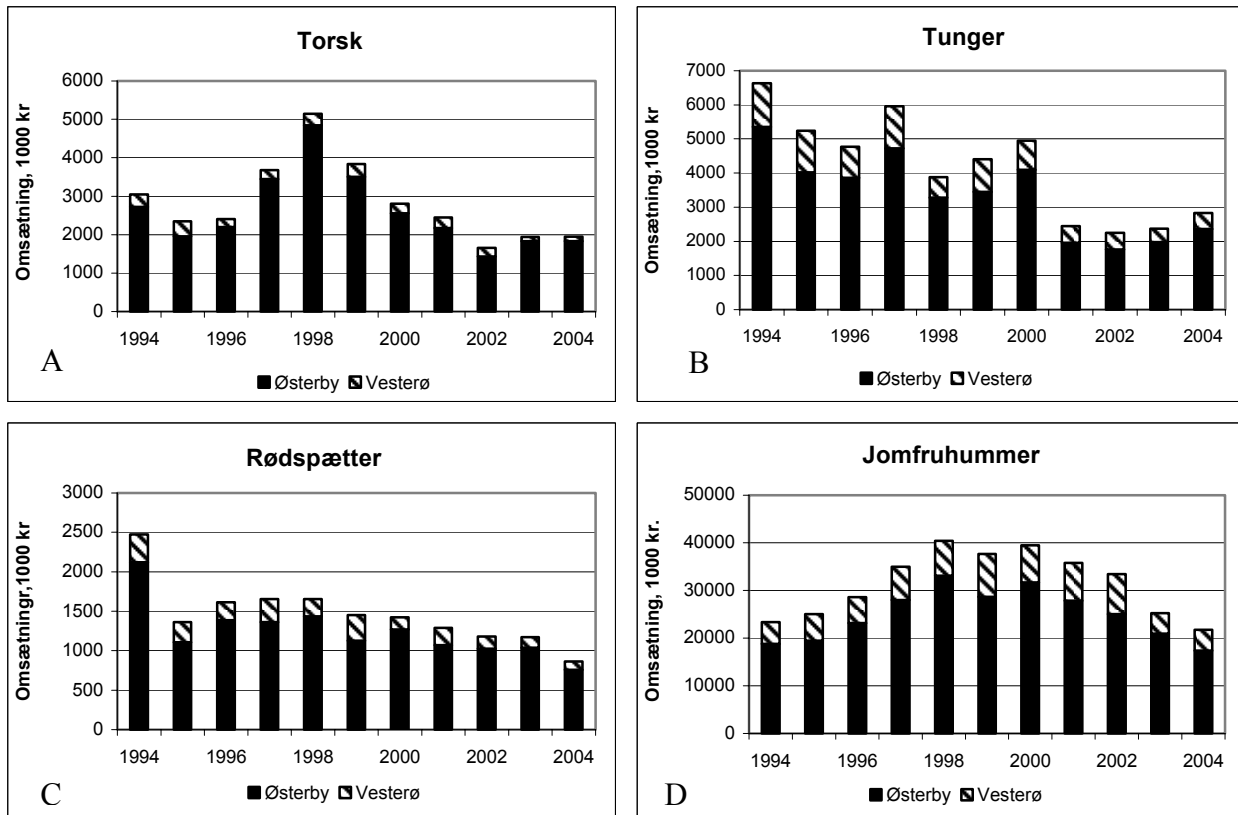 Torsk
Omsætning, 1000 kr
6000
5000
4000
3000
2000
1000
0
1994 1996 1998 2000 2002 2004
A
Østerby Vesterø
Tunger
Omsætning,1000 kr
7000
6000
5000
4000
3000
2000
1000
0
1994 1996 1998 2000 2002 2004
B
Østerby Vesterø
Rødspætter
Omsætningr,1000 kr
3000
2500
2000
1500
1000
500
0
1994 1996 1998 2000 2002 2004
C
Østerby Vesterø
Jomfruhummer
Omsætning, 1000 kr.
50000
40000
30000
20000
10000
0
1994 1996 1998 2000 2002 2004
D
Østerby Vesterø